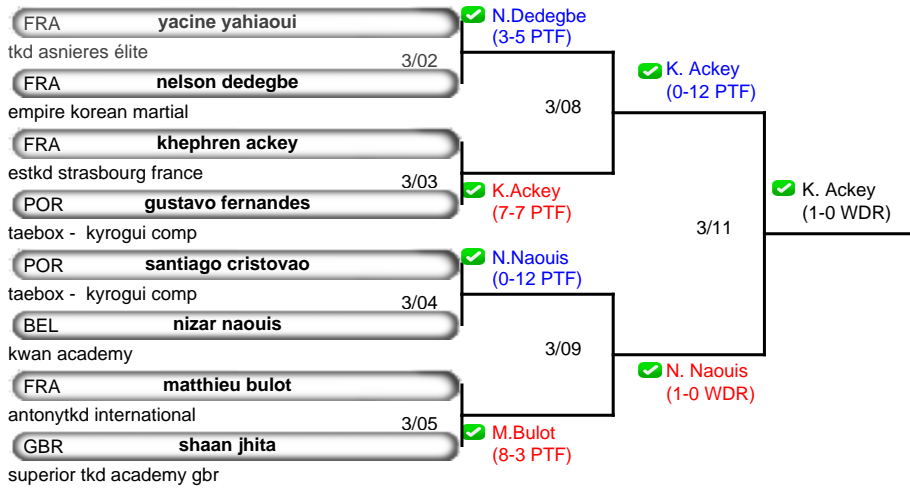 FRA yacine yahiaoui
tkd asnieres élite
3/02
FRA nelson dedegbe
empire korean martial
N.Dedegbe
(3-5 PTF)
FRA khephren ackey
estkd strasbourg france
3/03
POR gustavo fernandes
taebox - kyrogui comp
K.Ackey
(7-7 PTF)
3/08
K. Ackey
(0-12 PTF)
POR santiago cristovao
taebox - kyrogui comp
3/04
BEL nizar naouis
kwan academy
N.Naouis
(0-12 PTF)
FRA matthieu bulot
antonytkd international
3/05
GBR shaan jhita
superior tkd academy gbr
M.Bulot
(8-3 PTF)
3/09
N. Naouis
(1-0 WDR)
3/11
K. Ackey
(1-0 WDR)